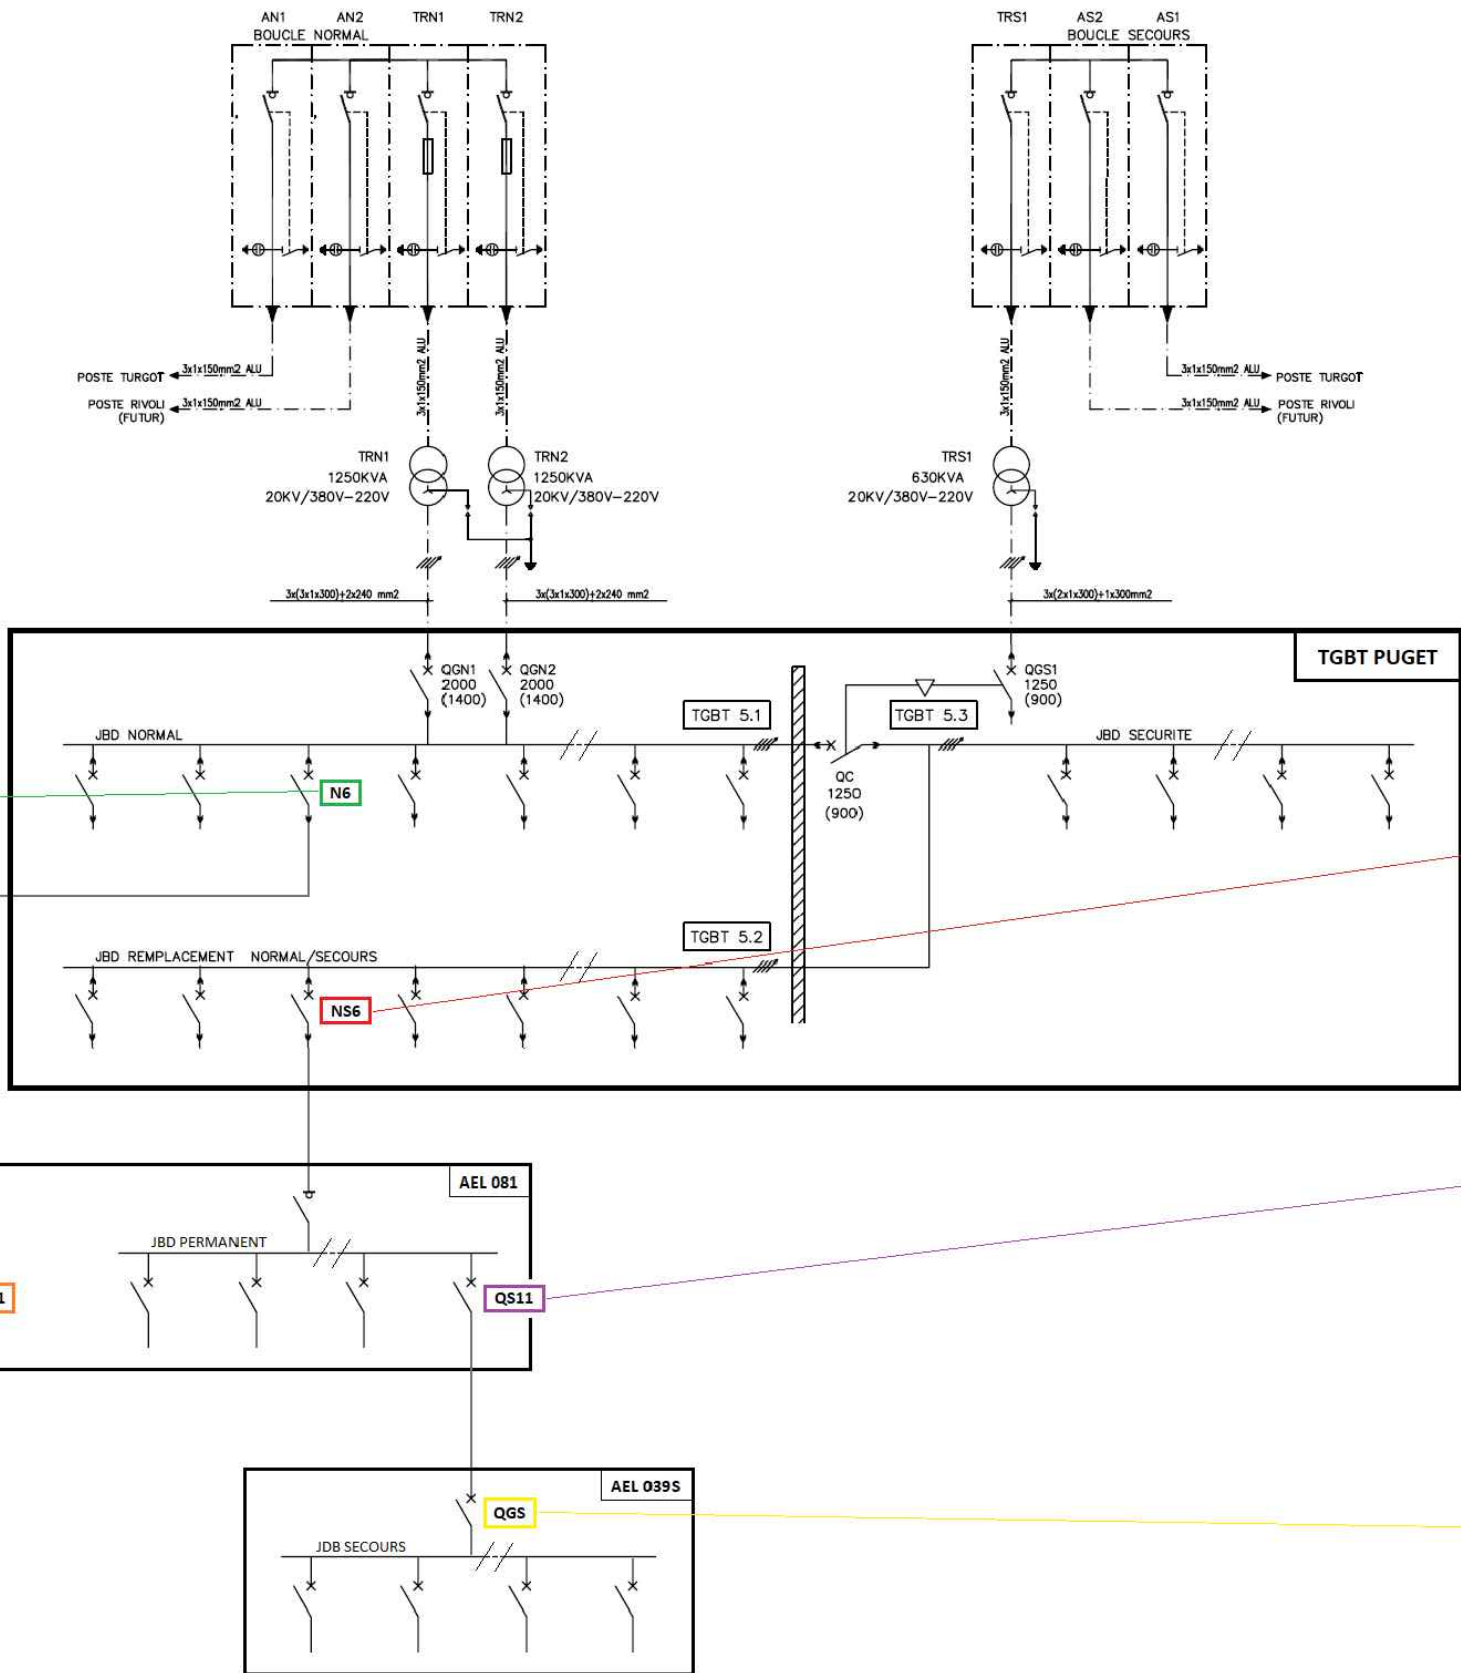 AN1 AN2 TRN1 TRN2 TRS1 AS2 AS1
BOUCLE NORMAL BOUCLE SECOURS
3x1x150mm2 ALU
3x1x150mm2 ALU
3x1x150mm2 ALU
POSTE TURGOT 3x1x150mm2 ALU
3x1x150mm2 ALU POSTE TURGOT
POSTE RIVOLI 3x1x150mm2 ALU
(FUTUR)
3x1x150mm2 ALU POSTE RIVOLI
(FUTUR)
TRN1
1250KVA
20KV/380V-220V
TRN2
1250KVA
20KV/380V-220V
TRS1
630KVA
20KV/380V-220V
3x(3x1x300)+2x240 mm2
3x(3x1x300)+2x240 mm2
3x(2x1x300)+1x300mm2
TGBT PUGET
QGN1
2000
(1400)
QGN2
2000
(1400)
QGS1
1250
(900)
TGBT 5.1
TGBT 5.3
JBD NORMAL
JBD SECURITE
QC
1250
(900)
N6
TGBT 5.2
JBD REMPLACEMENT NORMAL/SECOURS
NS6
AEL 081
JBD PERMANENT
1
QS11
AEL 039S
QGS
JDB SECOURS